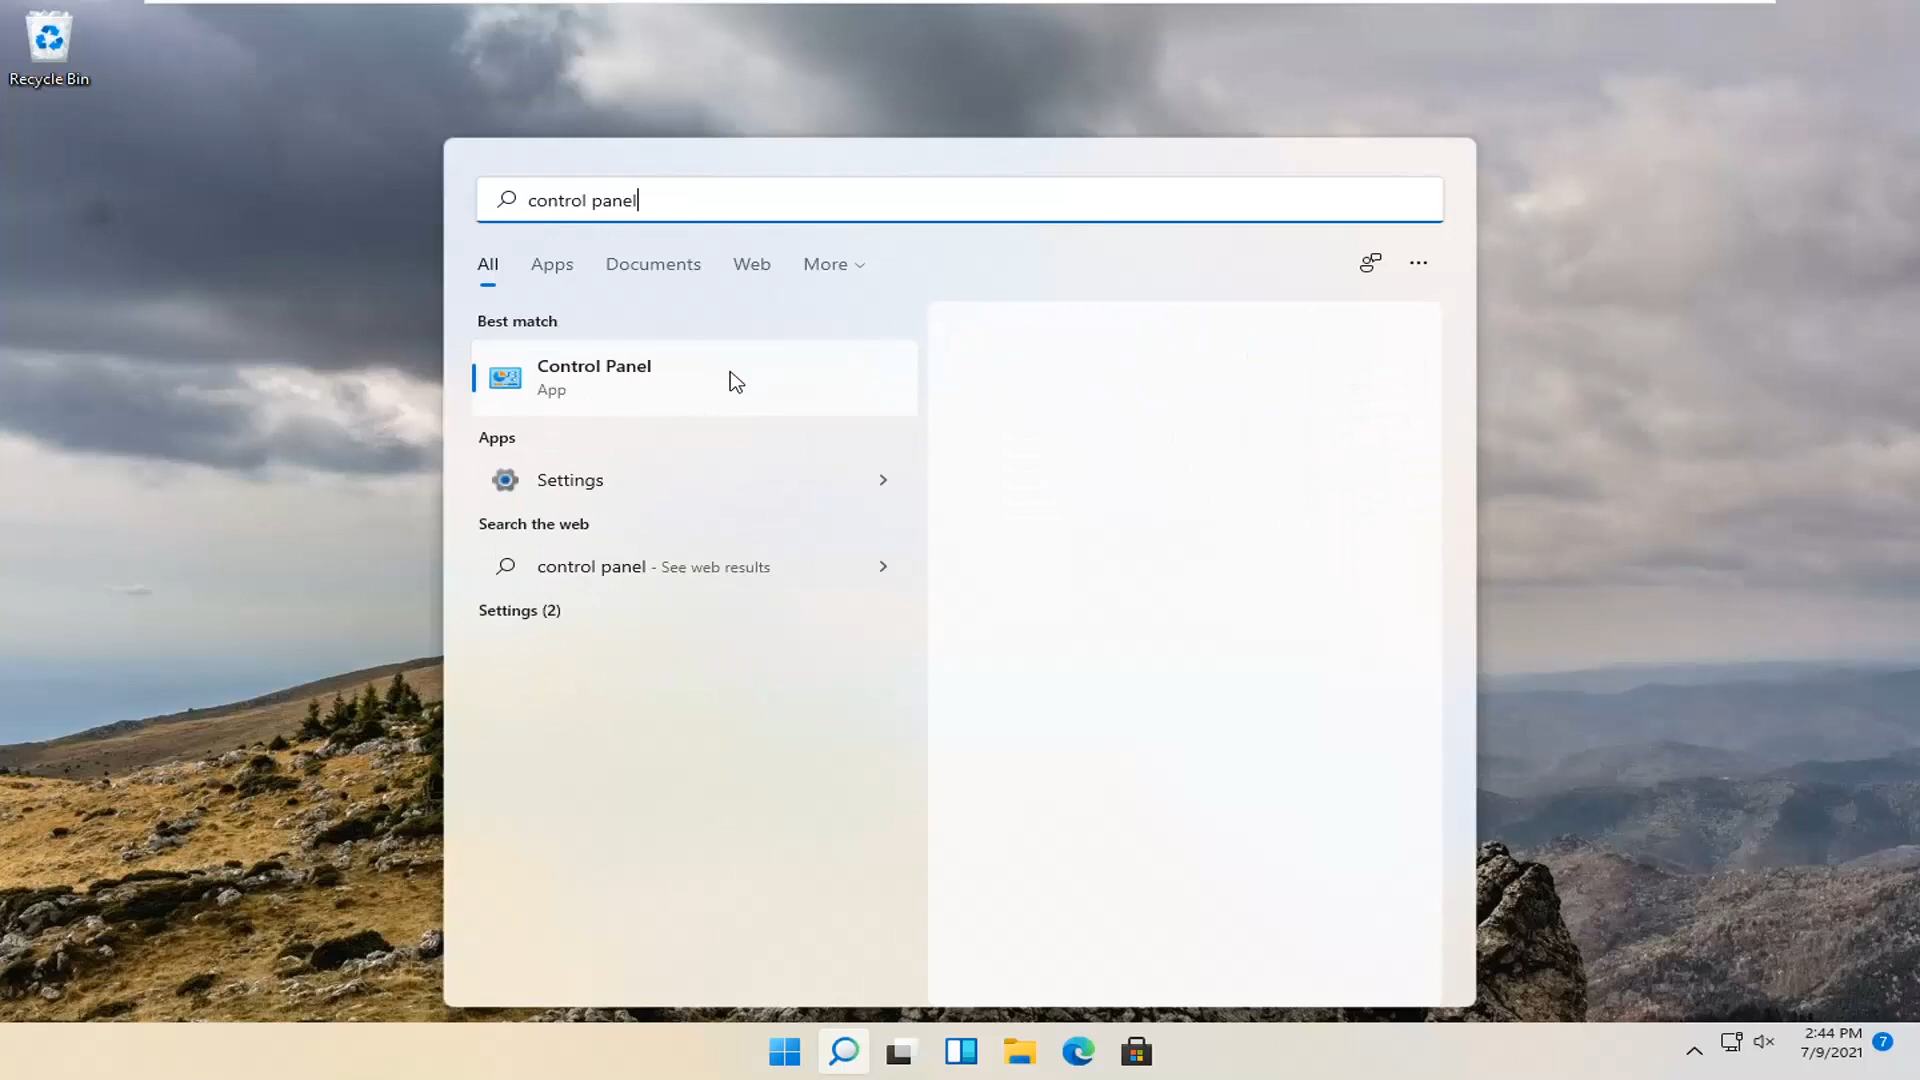 Recycle Bin
control panel
All Apps Documents Web More
Best match
Control Panel
App
Apps
Settings
Search the web
control panel - See web results
Settings (2)
2:44 PM
7/9/2021
7